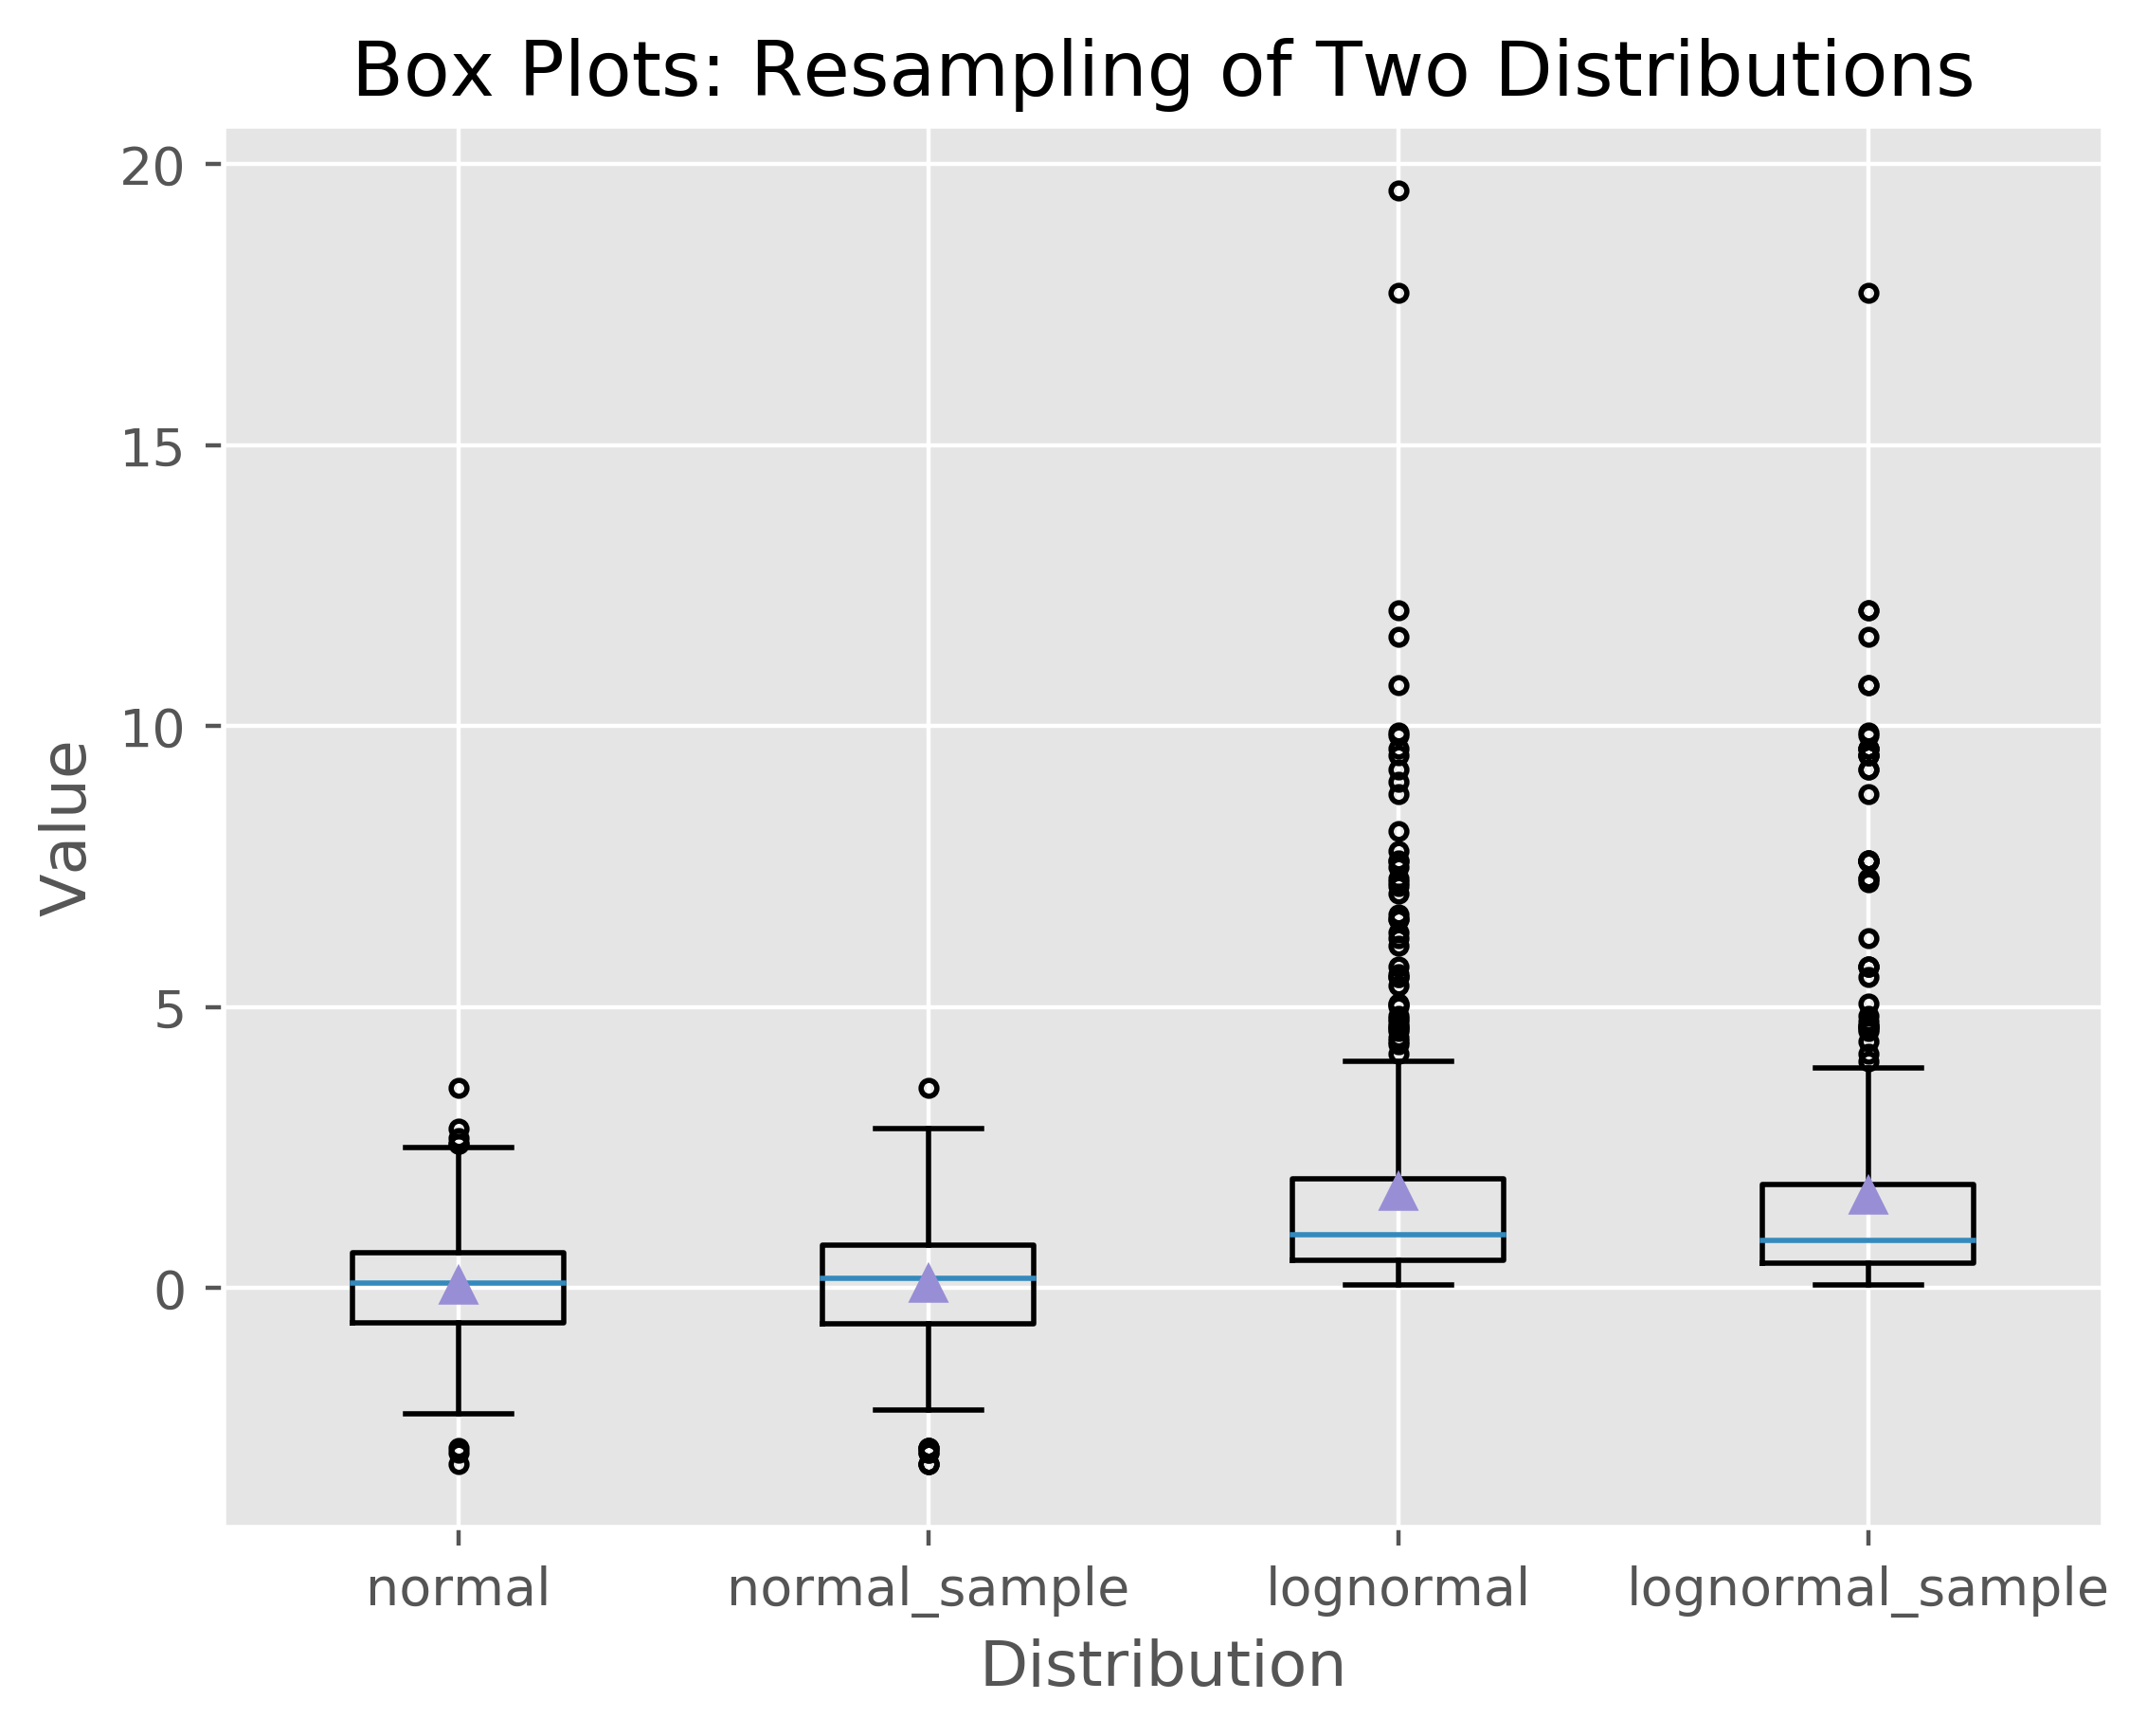 Box Plots: Resampling of Two Distributions
20
15
10
5
0
Value
normal normal_sample lognormal lognormal_sample
Distribution